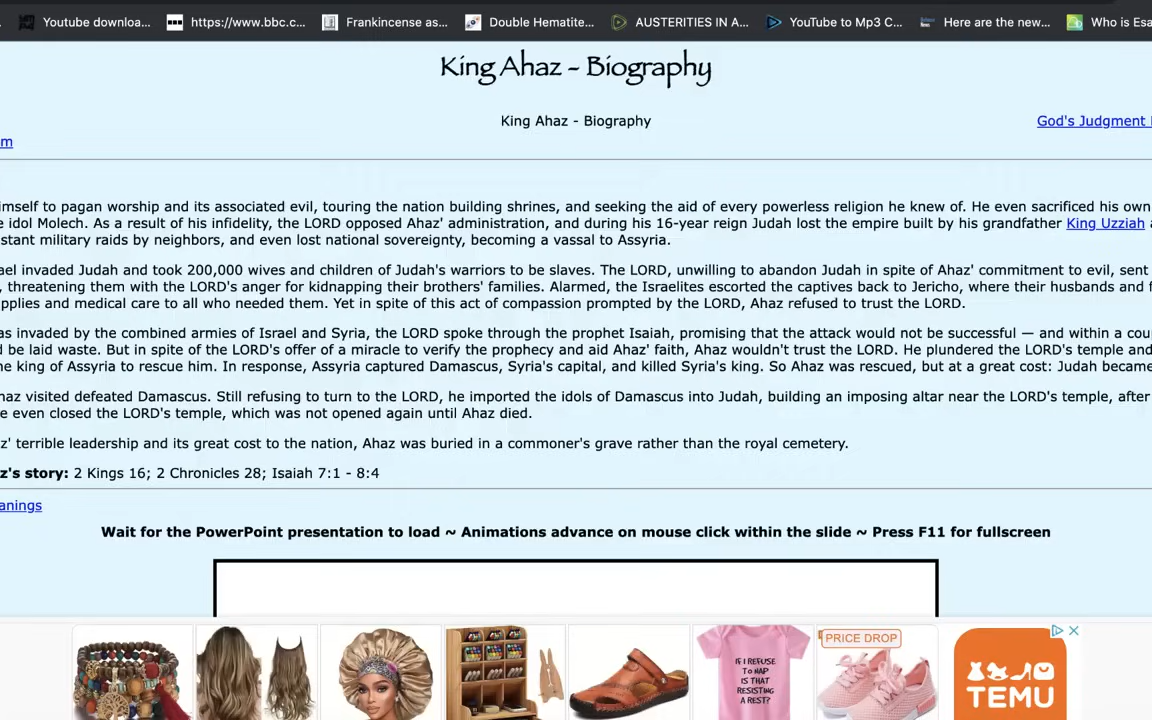 Youtube downloa...
https://www.bbc.c...
Frankincense as...
Double Hematite...
AUSTERITIES IN A...
YouTube to Mp3 C...
Here are the new...
Who is Esa
King Ahaz - Biography
King Ahaz - Biography
God's Judgment
m
imself to pagan worship and its associated evil, touring the nation building shrines, and seeking the aid of every powerless religion he knew of. He even sacrificed his own
e idol Molech. As a result of his infidelity, the LORD opposed Ahaz' administration, and during his 16-year reign Judah lost the empire built by his grandfather King Uzziah
stant military raids by neighbors, and even lost national sovereignty, becoming a vassal to Assyria.
ael invaded Judah and took 200,000 wives and children of Judah's warriors to be slaves. The LORD, unwilling to abandon Judah in spite of Ahaz' commitment to evil, sent
, threatening them with the LORD's anger for kidnapping their brothers' families. Alarmed, the Israelites escorted the captives back to Jericho, where their husbands and f
pplies and medical care to all who needed them. Yet in spite of this act of compassion prompted by the LORD, Ahaz refused to trust the LORD.
as invaded by the combined armies of Israel and Syria, the LORD spoke through the prophet Isaiah, promising that the attack would not be successful — and within a cou
d be laid waste. But in spite of the LORD's offer of a miracle to verify the prophecy and aid Ahaz' faith, Ahaz wouldn't trust the LORD. He plundered the LORD's temple and
he king of Assyria to rescue him. In response, Assyria captured Damascus, Syria's capital, and killed Syria's king. So Ahaz was rescued, but at a great cost: Judah became
haz visited defeated Damascus. Still refusing to turn to the LORD, he imported the idols of Damascus into Judah, building an imposing altar near the LORD's temple, after
e even closed the LORD's temple, which was not opened again until Ahaz died.
z' terrible leadership and its great cost to the nation, Ahaz was buried in a commoner's grave rather than the royal cemetery.
z's story: 2 Kings 16; 2 Chronicles 28; Isaiah 7:1 - 8:4
anings
Wait for the PowerPoint presentation to load ~ Animations advance on mouse click within the slide ~ Press F11 for fullscreen
PRICE DROP
IF I REFUSE
TO NAP
IS THAT
RESISTING
A REST?
TEMU